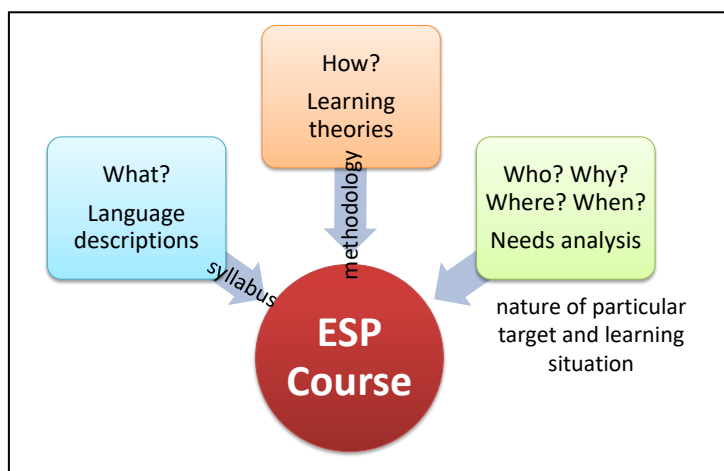 How?
Learning
theories
methodology
What?
Language
descriptions
syllabus
Who? Why?
Where? When?
Needs analysis
nature of particular
target and learning
situation
ESP
Course